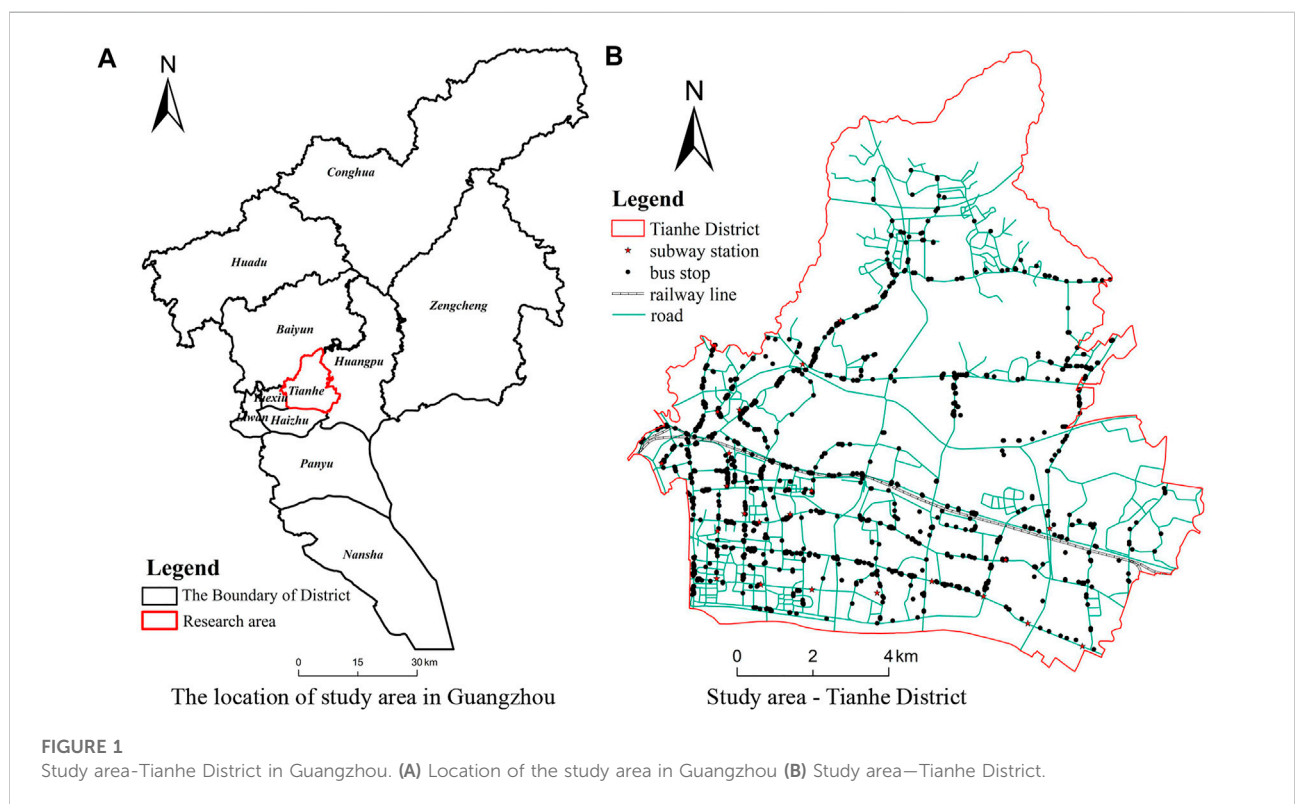 A
N
Conghua
Huadu
Zengcheng
Baiyun
Huangpu
Tianhe
Haizhu
Panyu
Nansha
Legend
The Boundary of District
Research area
0 15 30 km
The location of study area in Guangzhou
B
N
Legend
Tianhe District
subway station
bus stop
railway line
road
0 2 4 km
Study area - Tianhe District
FIGURE 1
Study area-Tianhe District in Guangzhou. (A) Location of the study area in Guangzhou (B) Study area—Tianhe District.